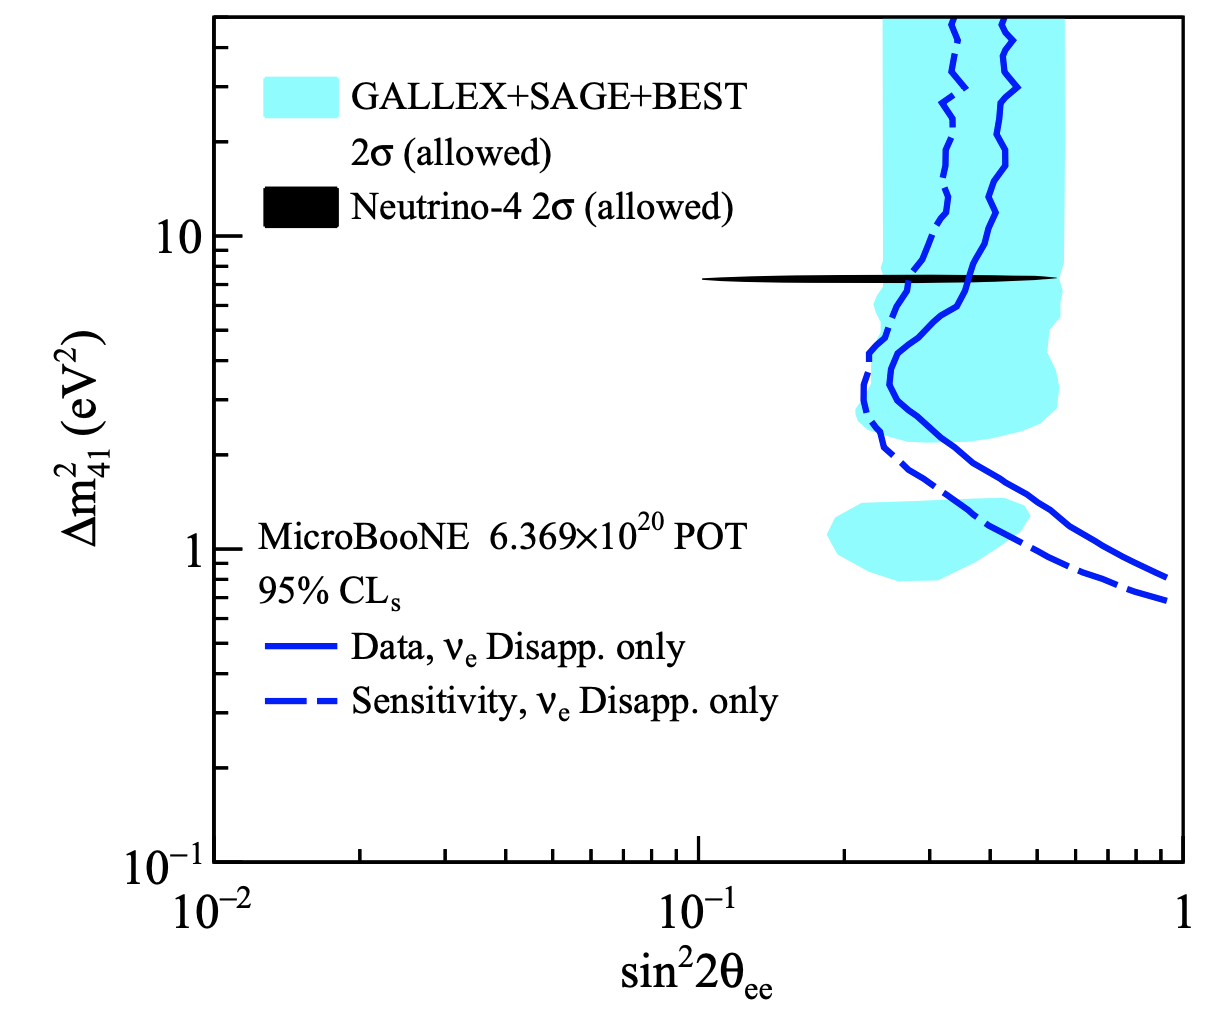 GALLEX+SAGE+BEST
2σ (allowed)
Neutrino-4 2σ (allowed)
10
Δm²₄₁ (eV²)
1
MicroBooNE 6.369×10²⁰ POT
95% CLₛ
Data, νₑ Disapp. only
Sensitivity, νₑ Disapp. only
10⁻¹
10⁻² 10⁻¹ 1
sin²2θₑₑ